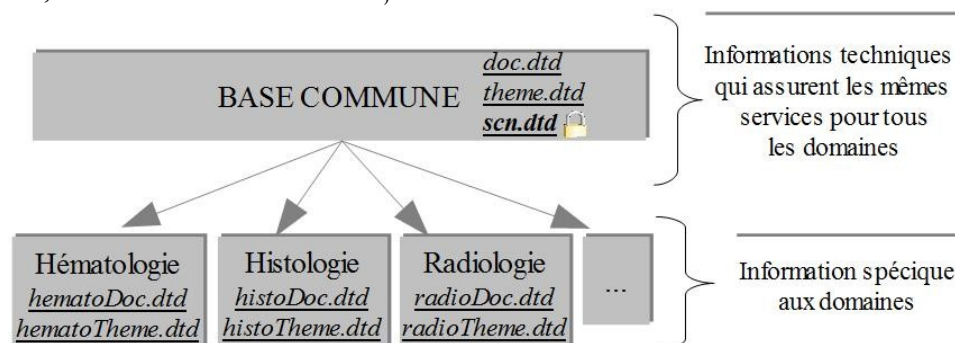 doc.dtd
BASE COMMUNE
theme.dtd
scn.dtd
Informations techniques
qui assurent les mêmes
services pour tous
les domaines
Hématologie
hematoDoc.dtd
hematoTheme.dtd
Histologie
histoDoc.dtd
histoTheme.dtd
Radiologie
radioDoc.dtd
radioTheme.dtd
...
Information spécique
aux domaines